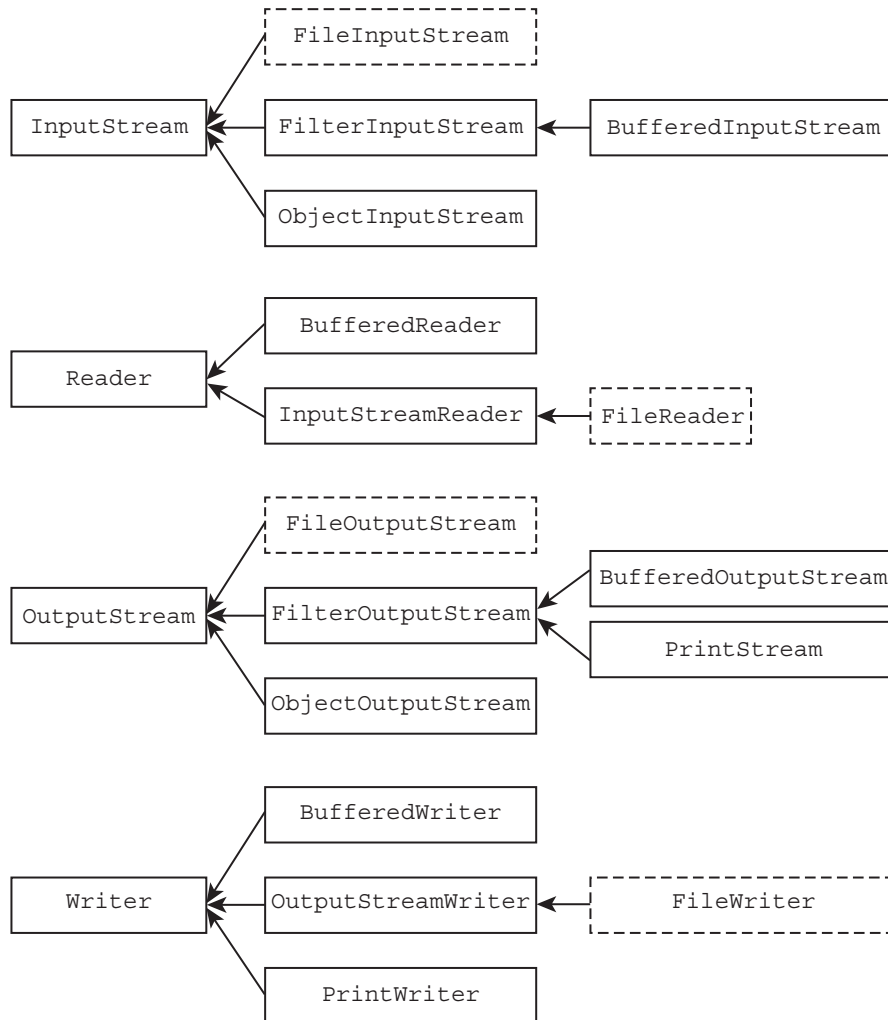 FileInputStream
InputStream
FilterInputStream
BufferedInputStream
ObjectInputStream
BufferedReader
Reader
InputStreamReader
FileReader
FileOutputStream
BufferedOutputStream
OutputStream
FilterOutputStream
PrintStream
ObjectOutputStream
BufferedWriter
Writer
OutputStreamWriter
FileWriter
PrintWriter